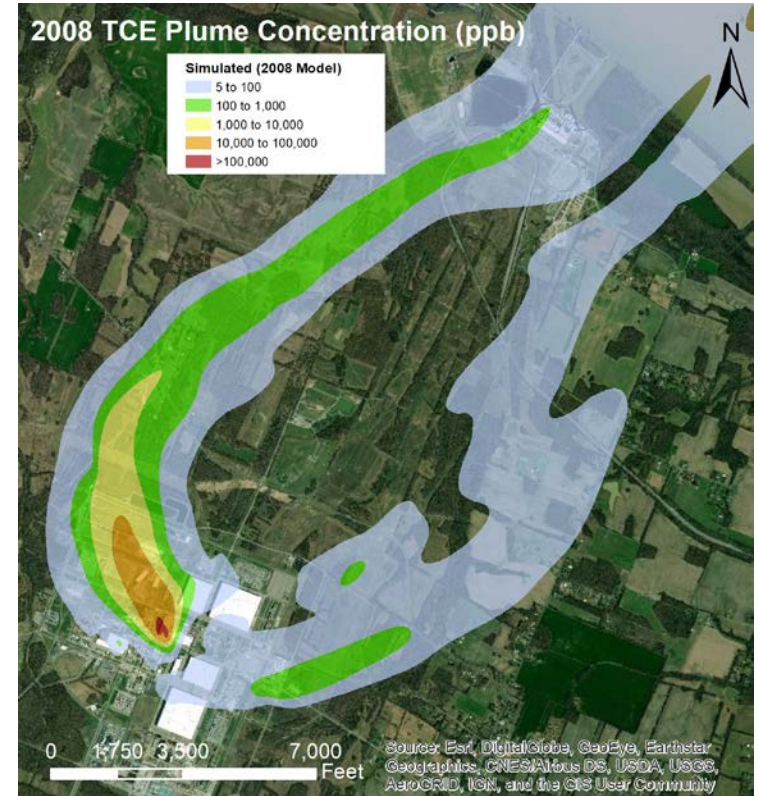 2008 TCE Plume Concentration (ppb)
N
Simulated (2008 Model)
5 to 100
100 to 1,000
1,000 to 10,000
10,000 to 100,000
>100,000
0 1,750 3,500 7,000
Feet
Source: Esri, DigitalGlobe, GeoEye, Earthstar
Geographics, CNES/Airbus DS, USDA, USGS,
AeroGRID, IGN, and the GIS User Community